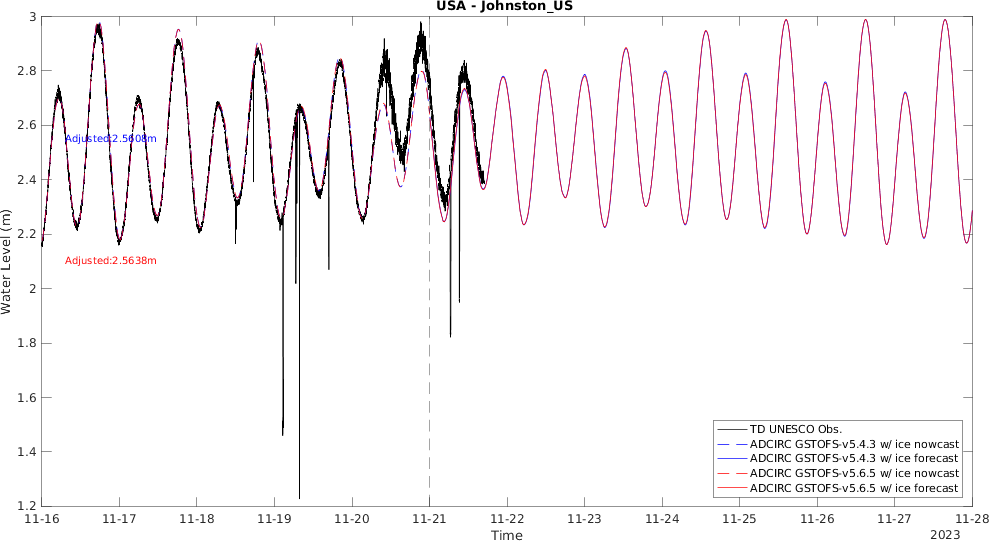 USA - Johnston_US
3
2.8
2.6
2.4
2.2
2
1.8
1.6
1.4
1.2
Water Level (m)
Adjusted:2.5608m
Adjusted:2.5638m
TD UNESCO Obs.
ADCIRC GSTOFS-v5.4.3 w/ ice nowcast
ADCIRC GSTOFS-v5.4.3 w/ ice forecast
ADCIRC GSTOFS-v5.6.5 w/ ice nowcast
ADCIRC GSTOFS-v5.6.5 w/ ice forecast
11-16 11-17 11-18 11-19 11-20 11-21 11-22 11-23 11-24 11-25 11-26 11-27 11-28
Time
2023